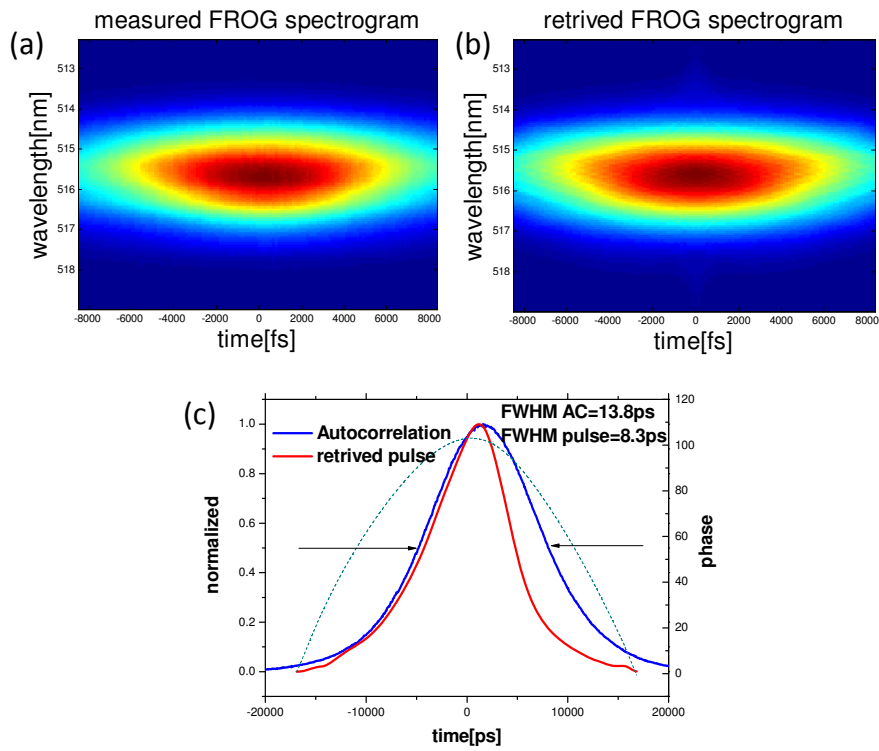 measured FROG spectrogram
(a)
513
514
515
516
517
518
wavelength[nm]
-8000 -6000 -4000 -2000 0 2000 4000 6000 8000
time[fs]
retrived FROG spectrogram
(b)
513
514
515
516
517
518
wavelength[nm]
-8000 -6000 -4000 -2000 0 2000 4000 6000 8000
time[fs]
(c)
1.0
0.8
0.6
0.4
0.2
0.0
normalized
Autocorrelation
retrived pulse
FWHM AC=13.8ps
FWHM pulse=8.3ps
120
100
80
60
40
20
0
phase
-20000 -10000 0 10000 20000
time[ps]